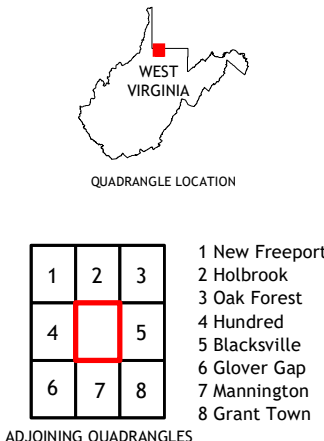 WEST
VIRGINIA
QUADRANGLE LOCATION
1 2 3
4 5
6 7 8
1 New Freeport
2 Holbrook
3 Oak Forest
4 Hundred
5 Blacksville
6 Glover Gap
7 Mannington
8 Grant Town
ADJOINING QUADRANGLES